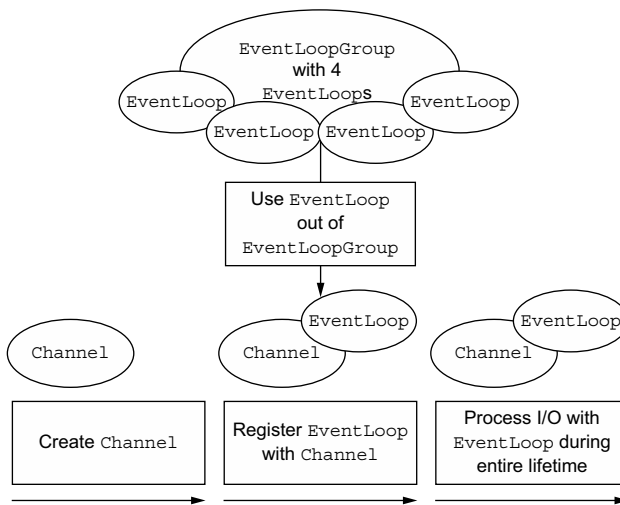 EventLoopGroup
with 4
EventLoops
EventLoop
EventLoop
EventLoop
EventLoop
Use EventLoop
out of
EventLoopGroup
EventLoop
EventLoop
Channel
Channel
Channel
Create Channel
Register EventLoop
with Channel
Process I/O with
EventLoop during
entire lifetime